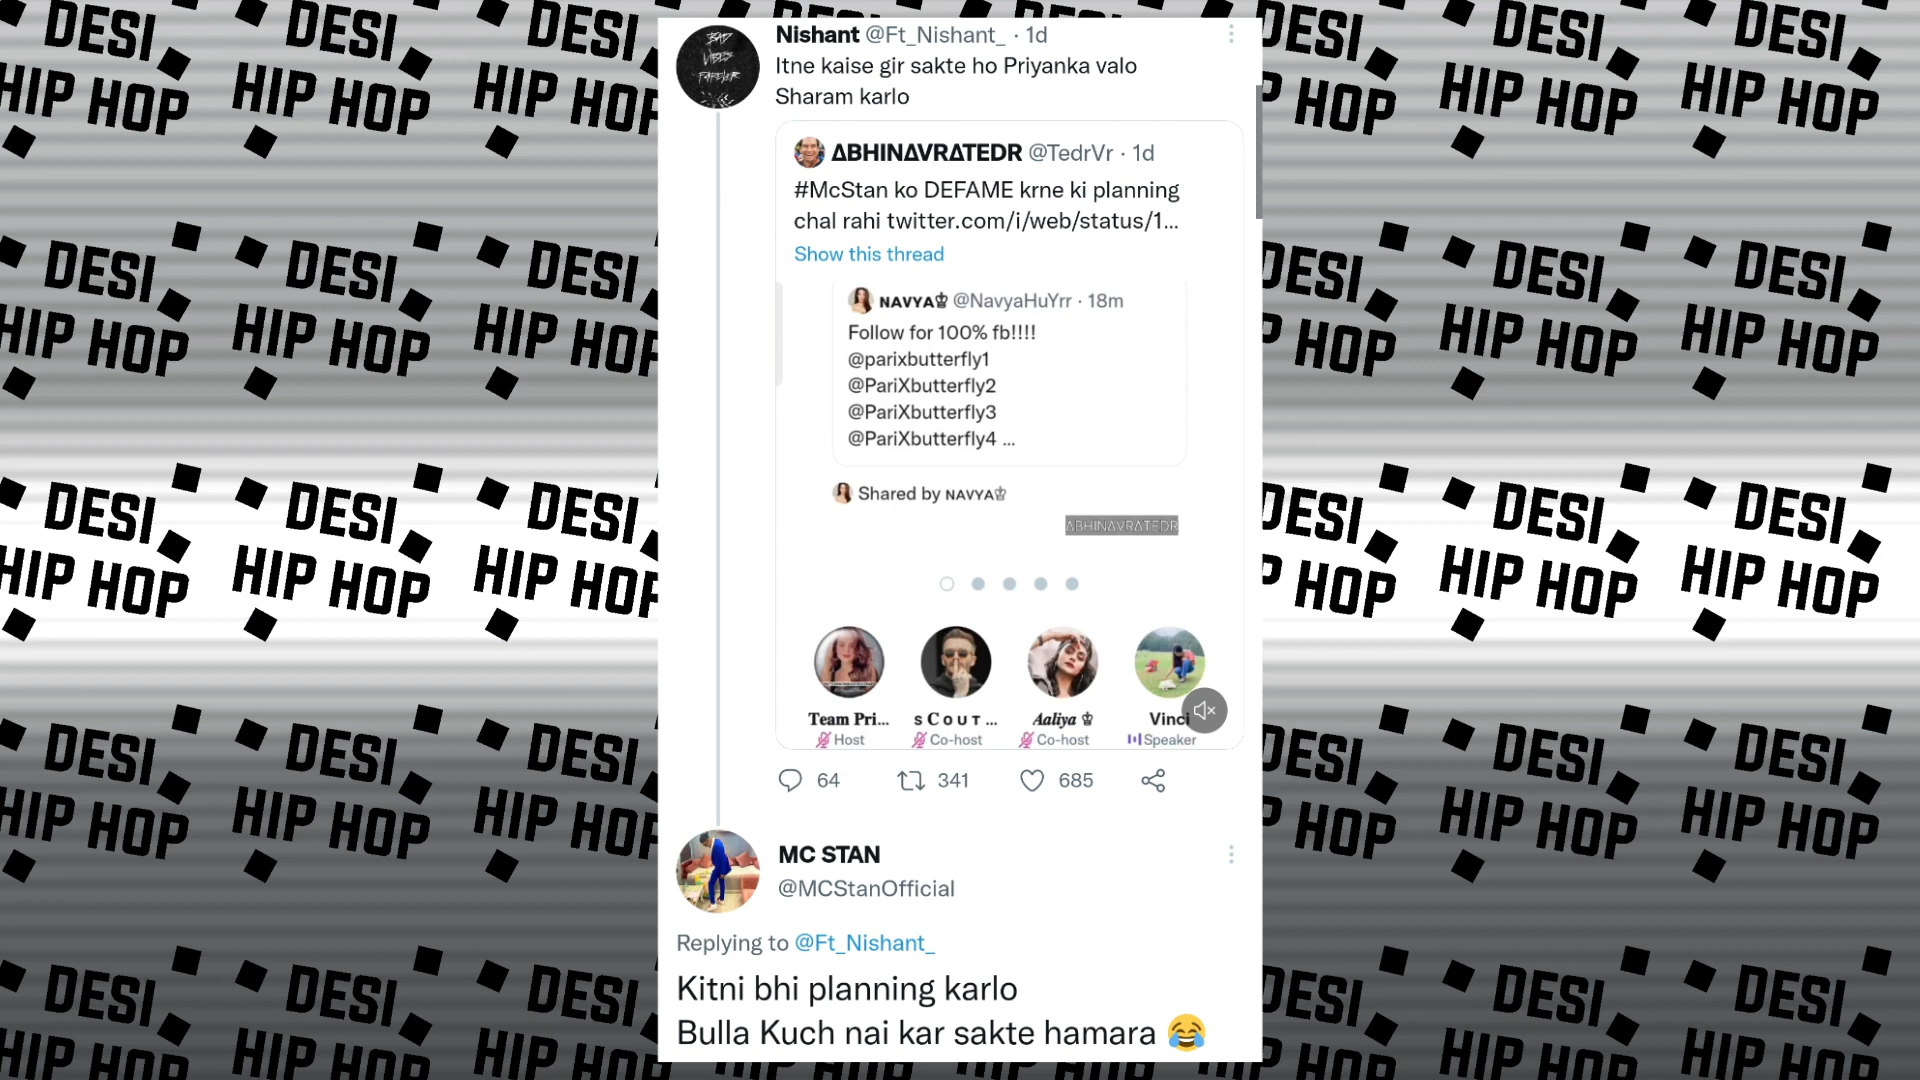 DESI
HIP HOP
Nishant @Ft_Nishant_ · 1d
Itne kaise gir sakte ho Priyanka valo
Sharam karlo
BAD
VIBES
FOREVER
ΔBHINΔVRΔTEDR @TedrVr · 1d
#McStan ko DEFAME krne ki planning
chal rahi twitter.com/i/web/status/1...
Show this thread
NAVYA♔ @NavyaHuYrr · 18m
Follow for 100% fb!!!!
@parixbutterfly1
@PariXbutterfly2
@PariXbutterfly3
@PariXbutterfly4 ...
Shared by NAVYA♔
ΔBHINΔVRΔTEDR
Team Pri... s C o u t ... Aaliya ♔ Vinci
Host Co-host Co-host Speaker
64 341 685
MC STAN
@MCStanOfficial
Replying to @Ft_Nishant_
Kitni bhi planning karlo
Bulla Kuch nai kar sakte hamara 😂